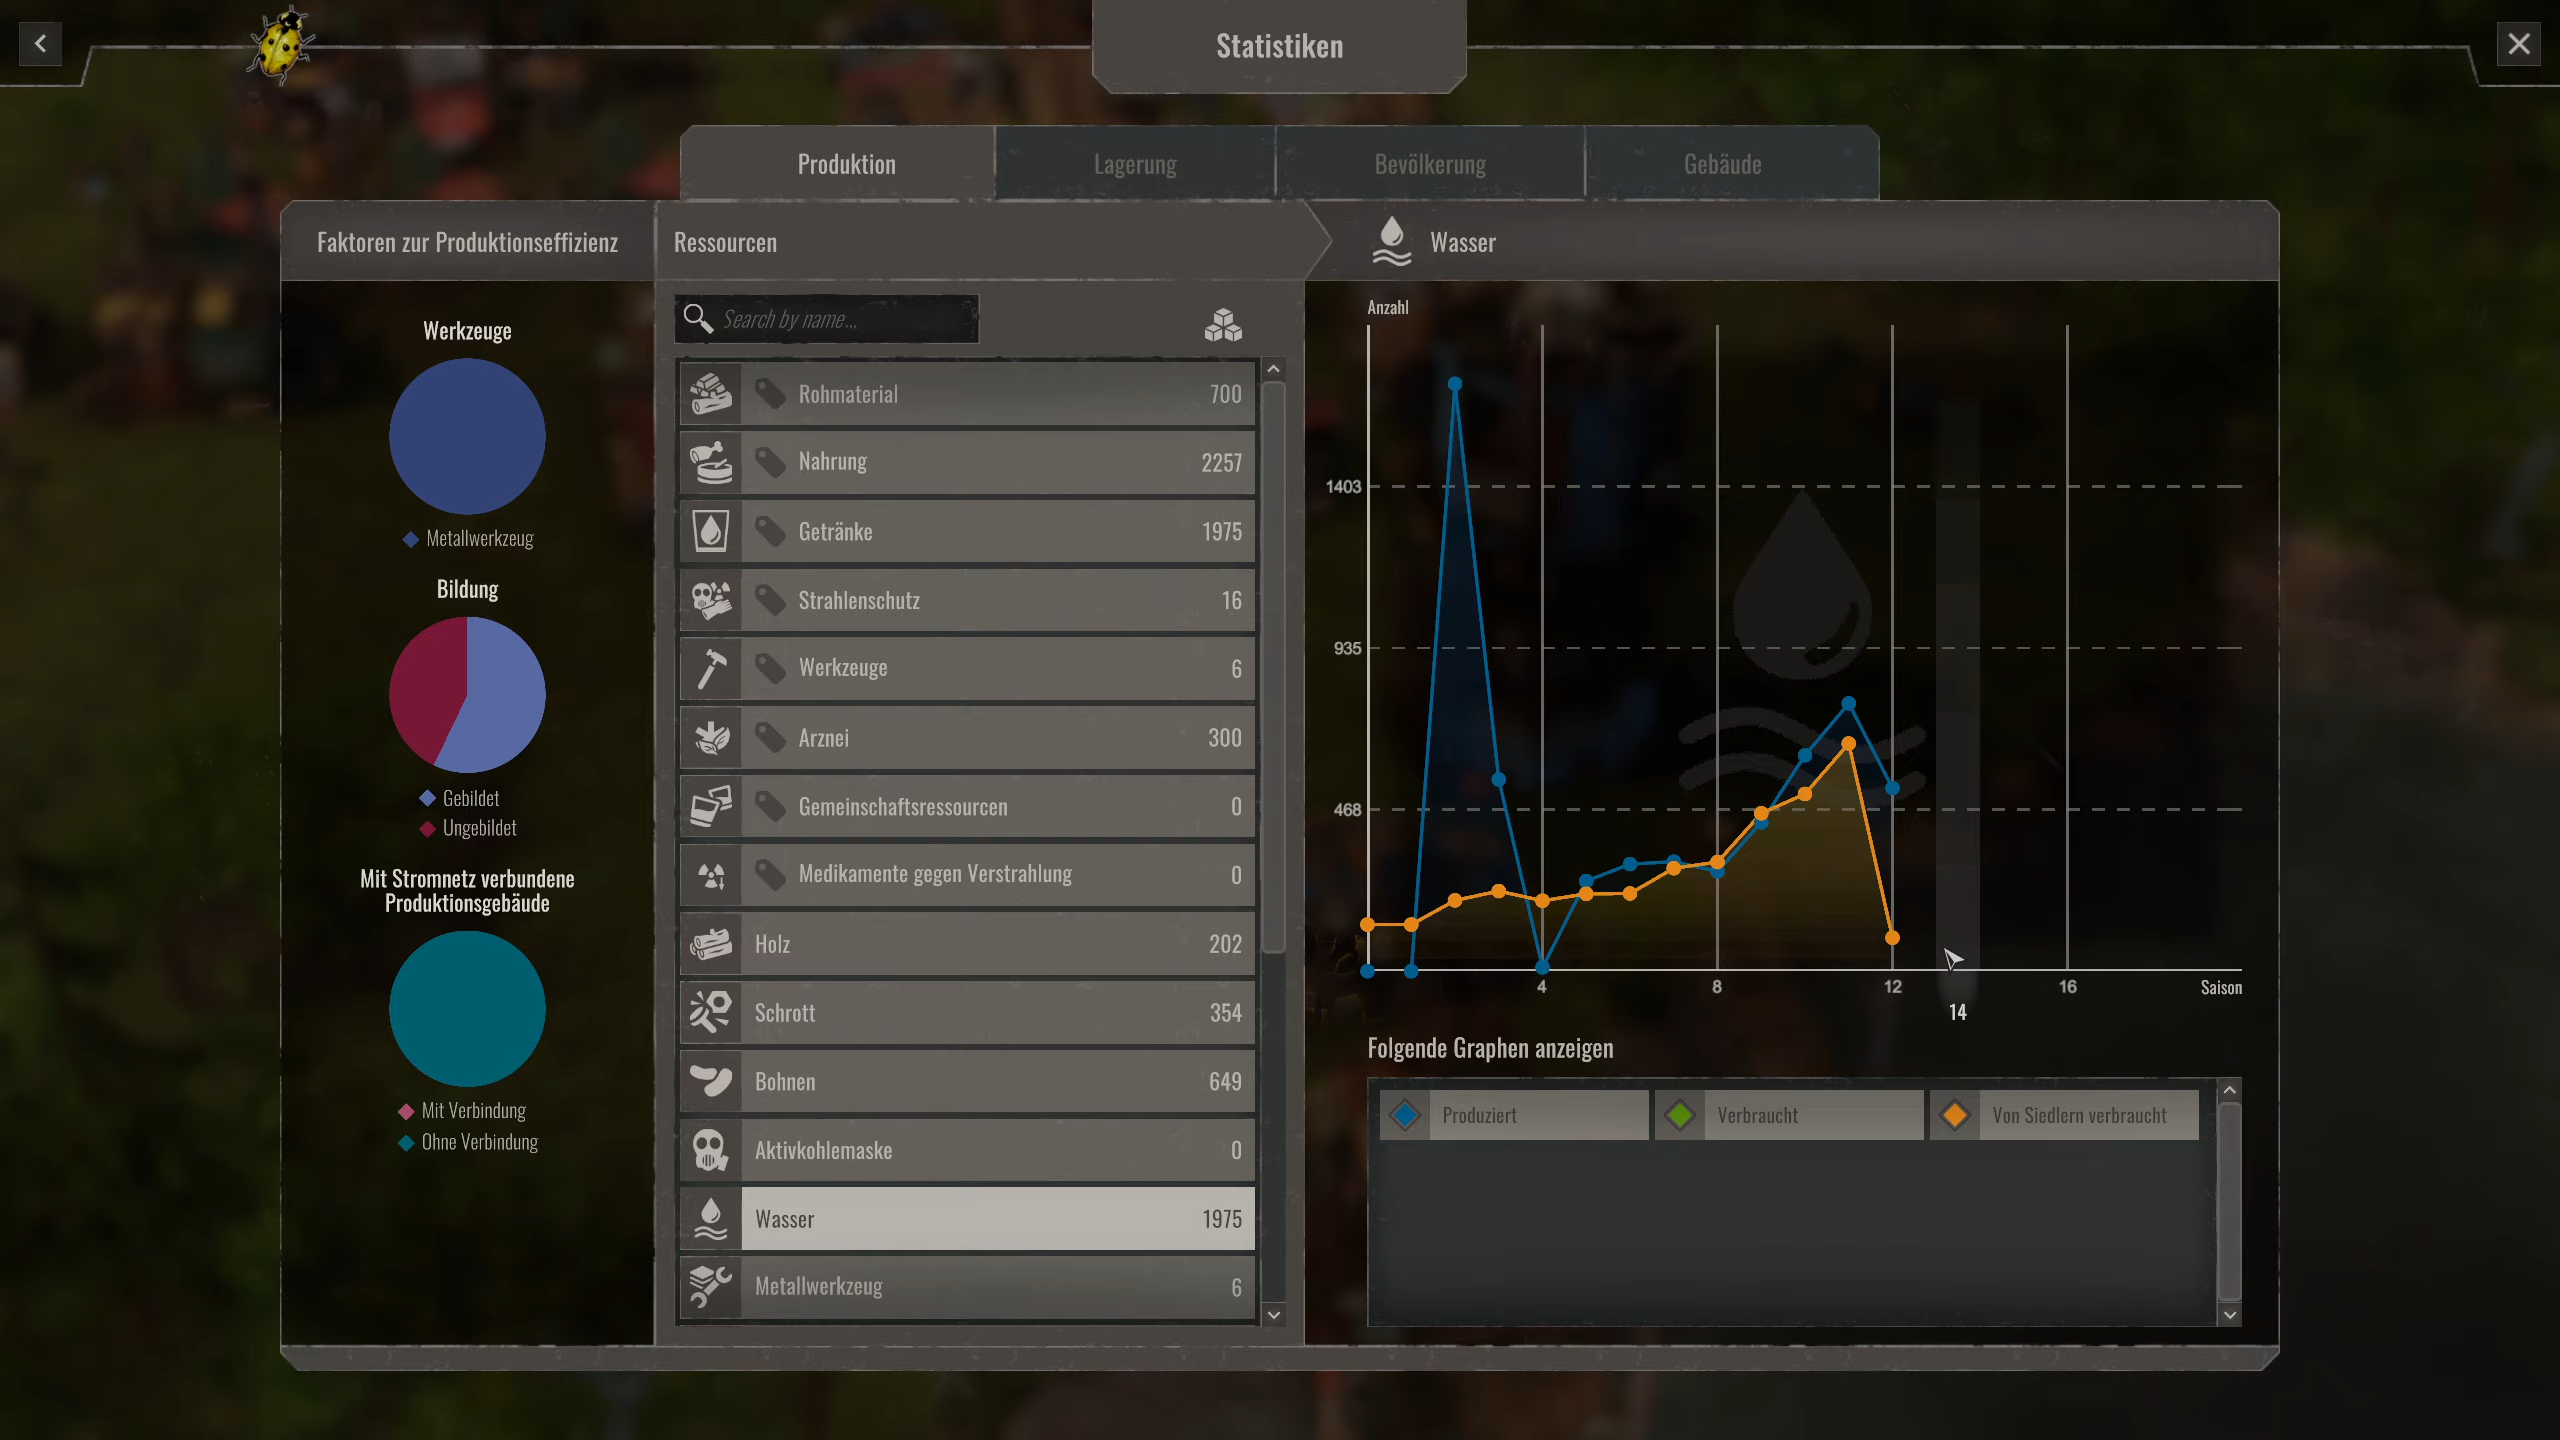 Statistiken
Produktion
Lagerung
Bevölkerung
Gebäude
Faktoren zur Produktionseffizienz
Ressourcen
Wasser
Werkzeuge
Metallwerkzeug
Bildung
Gebildet
Ungebildet
Mit Stromnetz verbundene
Produktionsgebäude
Mit Verbindung
Ohne Verbindung
Search by name...
Rohmaterial 700
Nahrung 2257
Getränke 1975
Strahlenschutz 16
Werkzeuge 6
Arznei 300
Gemeinschaftsressourcen 0
Medikamente gegen Verstrahlung 0
Holz 202
Schrott 354
Bohnen 649
Aktivkohlemaske 0
Wasser 1975
Metallwerkzeug 6
Anzahl
1403
935
468
4 8 12 16 Saison
14
Folgende Graphen anzeigen
Produziert
Verbraucht
Von Siedlern verbraucht